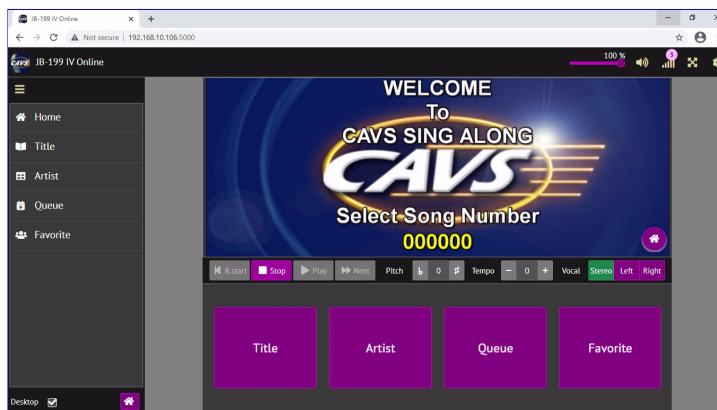 JB-199 IV Online
Not secure | 192.168.10.106:5000
CAVS JB-199 IV Online
100 %
3
Home
Title
Artist
Queue
Favorite
WELCOME
To
CAVS SING ALONG
CAVS
Select Song Number
000000
R.start Stop Play Next Pitch ♭ 0 ♯ Tempo − 0 + Vocal Stereo Left Right
Title Artist Queue Favorite
Desktop